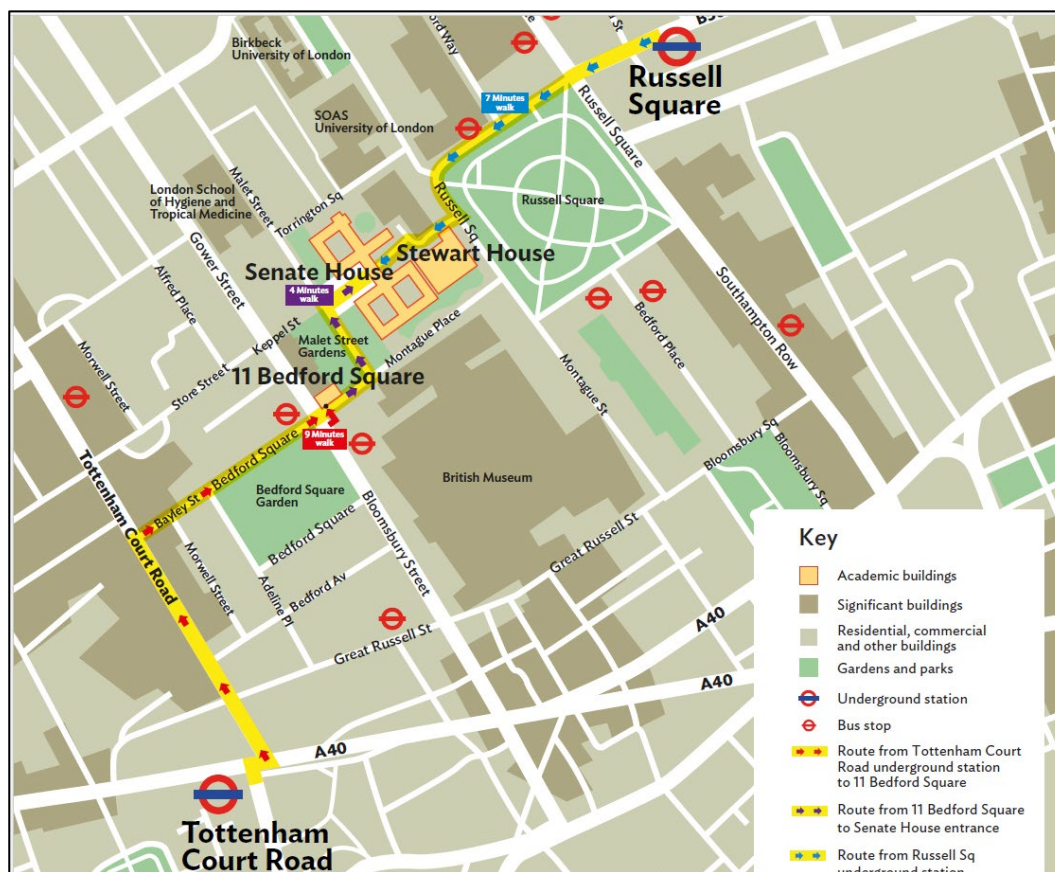 Birkbeck
University of London
SOAS
University of London
London School
of Hygiene and
Tropical Medicine
Malet Street
Torrington Sq
Gower Street
Alfred Place
7 Minutes
walk
Russell
Square
Russell Square
Russell Square
Russell Sq
Stewart House
Senate House
4 Minutes
walk
Keppel St
Malet Street
Gardens
Montague Place
11 Bedford Square
Store Street
Morwell Street
Southampton Row
Bedford Place
Montague St
9 Minutes
walk
Bedford Square
Bayley St
Bedford Square
Garden
British Museum
Bloomsbury Sq
Bloomsbury Sq
Tottenham Court Road
Bedford Square
Bloomsbury Street
Great Russell St
Morwell Street
Adeline Pl
Bedford Av
Great Russell St
A40
A40
A40
Tottenham
Court Road
Key
Academic buildings
Significant buildings
Residential, commercial
and other buildings
Gardens and parks
Underground station
Bus stop
Route from Tottenham Court
Road underground station
to 11 Bedford Square
Route from 11 Bedford Square
to Senate House entrance
Route from Russell Sq
underground station